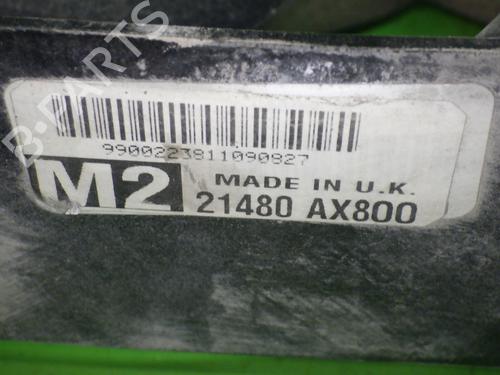 B-PARTS
9900223811090827
M2
MADE IN U.K.
21480 AX800